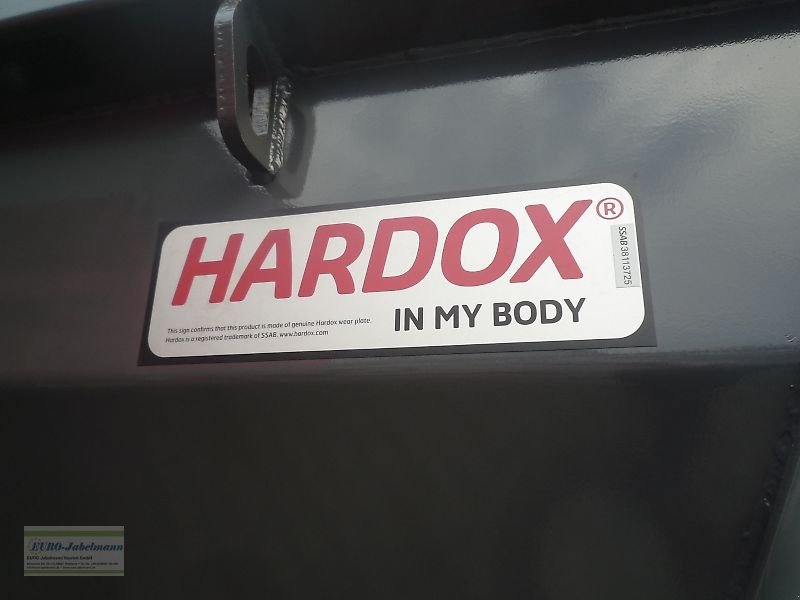 HARDOX®
IN MY BODY
This sign confirms that this product is made of genuine Hardox wear plate.
Hardox is a registered trademark of SSAB. www.hardox.com
SSAB 38113725
EURO-Jabelmann